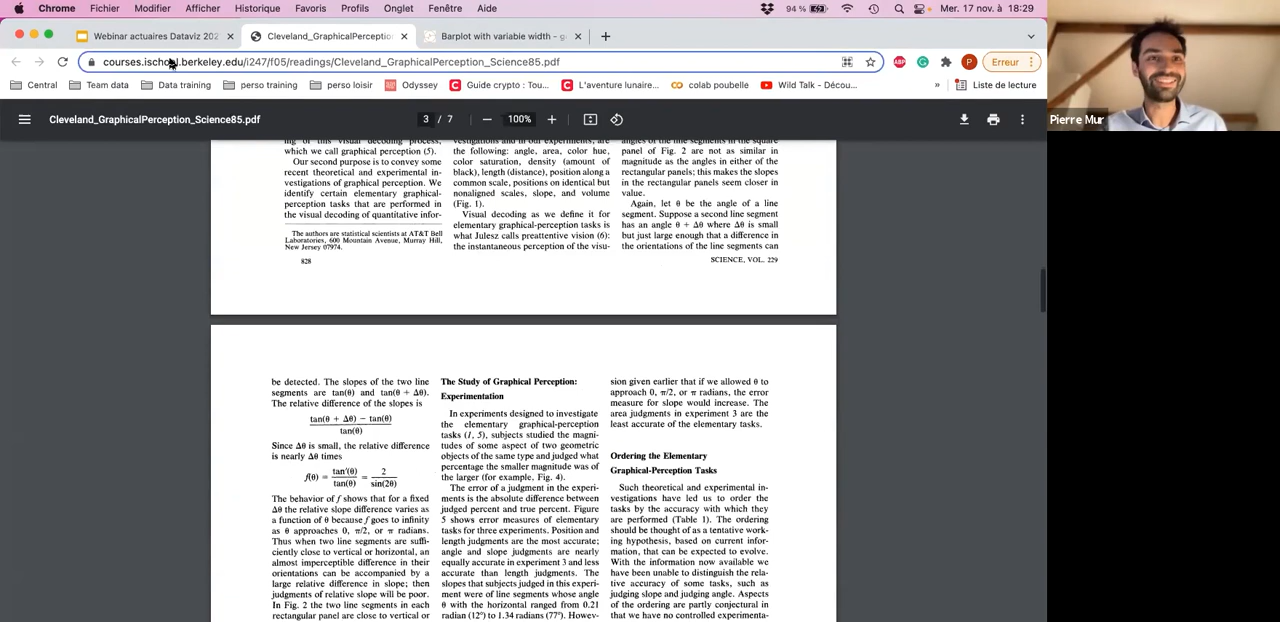 Chrome Fichier Modifier Afficher Historique Favoris Profils Onglet Fenêtre Aide 94 % Mer. 17 nov. à 18:29
Webinar actuaires Dataviz 202 Cleveland_GraphicalPerceptio Barplot with variable width - g
courses.ischool.berkeley.edu/i247/f05/readings/Cleveland_GraphicalPerception_Science85.pdf ABP P Erreur
Central Team data Data training perso training perso loisir Odyssey Guide crypto : Tou... L'aventure lunaire... colab poubelle Wild Talk - Décou... » Liste de lecture
Cleveland_GraphicalPerception_Science85.pdf 3 / 7 100%
Pierre Mur
ing of this visual decoding process,
which we call graphical perception (5).
Our second purpose is to convey some
recent theoretical and experimental in-
vestigations of graphical perception. We
identify certain elementary graphical-
perception tasks that are performed in
the visual decoding of quantitative infor-
The authors are statistical scientists at AT&T Bell
Laboratories, 600 Mountain Avenue, Murray Hill,
New Jersey 07974.
828
vestigations and in our experiments, are
the following: angle, area, color hue,
color saturation, density (amount of
black), length (distance), position along a
common scale, positions on identical but
nonaligned scales, slope, and volume
(Fig. 1).
Visual decoding as we define it for
elementary graphical-perception tasks is
what Julesz calls preattentive vision (6):
the instantaneous perception of the visu-
angles of the line segments in the square
panel of Fig. 2 are not as similar in
magnitude as the angles in either of the
rectangular panels; this makes the slopes
in the rectangular panels seem closer in
value.
Again, let θ be the angle of a line
segment. Suppose a second line segment
has an angle θ + Δθ where Δθ is small
but just large enough that a difference in
the orientations of the line segments can
SCIENCE, VOL. 229
be detected. The slopes of the two line
segments are tan(θ) and tan(θ + Δθ).
The relative difference of the slopes is
tan(θ + Δθ) − tan(θ)
tan(θ)
Since Δθ is small, the relative difference
is nearly Δθ times
f(θ) = tan'(θ) / tan(θ) = 2 / sin(2θ)
The behavior of f shows that for a fixed
Δθ the relative slope difference varies as
a function of θ because f goes to infinity
as θ approaches 0, π/2, or π radians.
Thus when two line segments are suffi-
ciently close to vertical or horizontal, an
almost imperceptible difference in their
orientations can be accompanied by a
large relative difference in slope; then
judgments of relative slope will be poor.
In Fig. 2 the two line segments in each
rectangular panel are close to vertical or
The Study of Graphical Perception:
Experimentation
In experiments designed to investigate
the elementary graphical-perception
tasks (1, 5), subjects studied the magni-
tudes of some aspect of two geometric
objects of the same type and judged what
percentage the smaller magnitude was of
the larger (for example, Fig. 4).
The error of a judgment in the experi-
ments is the absolute difference between
judged percent and true percent. Figure
5 shows error measures of elementary
tasks for three experiments. Position and
length judgments are the most accurate;
angle and slope judgments are nearly
equally accurate in experiment 3 and less
accurate than length judgments. The
slopes that subjects judged in this experi-
ment were of line segments whose angle
θ with the horizontal ranged from 0.21
radian (12°) to 1.34 radians (77°). Howev-
sion given earlier that if we allowed θ to
approach 0, π/2, or π radians, the error
measure for slope would increase. The
area judgments in experiment 3 are the
least accurate of the elementary tasks.
Ordering the Elementary
Graphical-Perception Tasks
Such theoretical and experimental in-
vestigations have led us to order the
tasks by the accuracy with which they
are performed (Table 1). The ordering
should be thought of as a tentative work-
ing hypothesis, based on current infor-
mation, that can be expected to evolve.
With the information now available we
have been unable to distinguish the rela-
tive accuracy of some tasks, such as
judging slope and judging angle. Aspects
of the ordering are partly conjectural in
that we have no controlled experimenta-